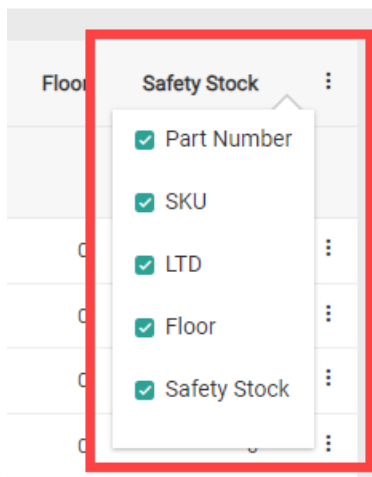 Floor Safety Stock
Part Number
SKU
LTD
Floor
Safety Stock